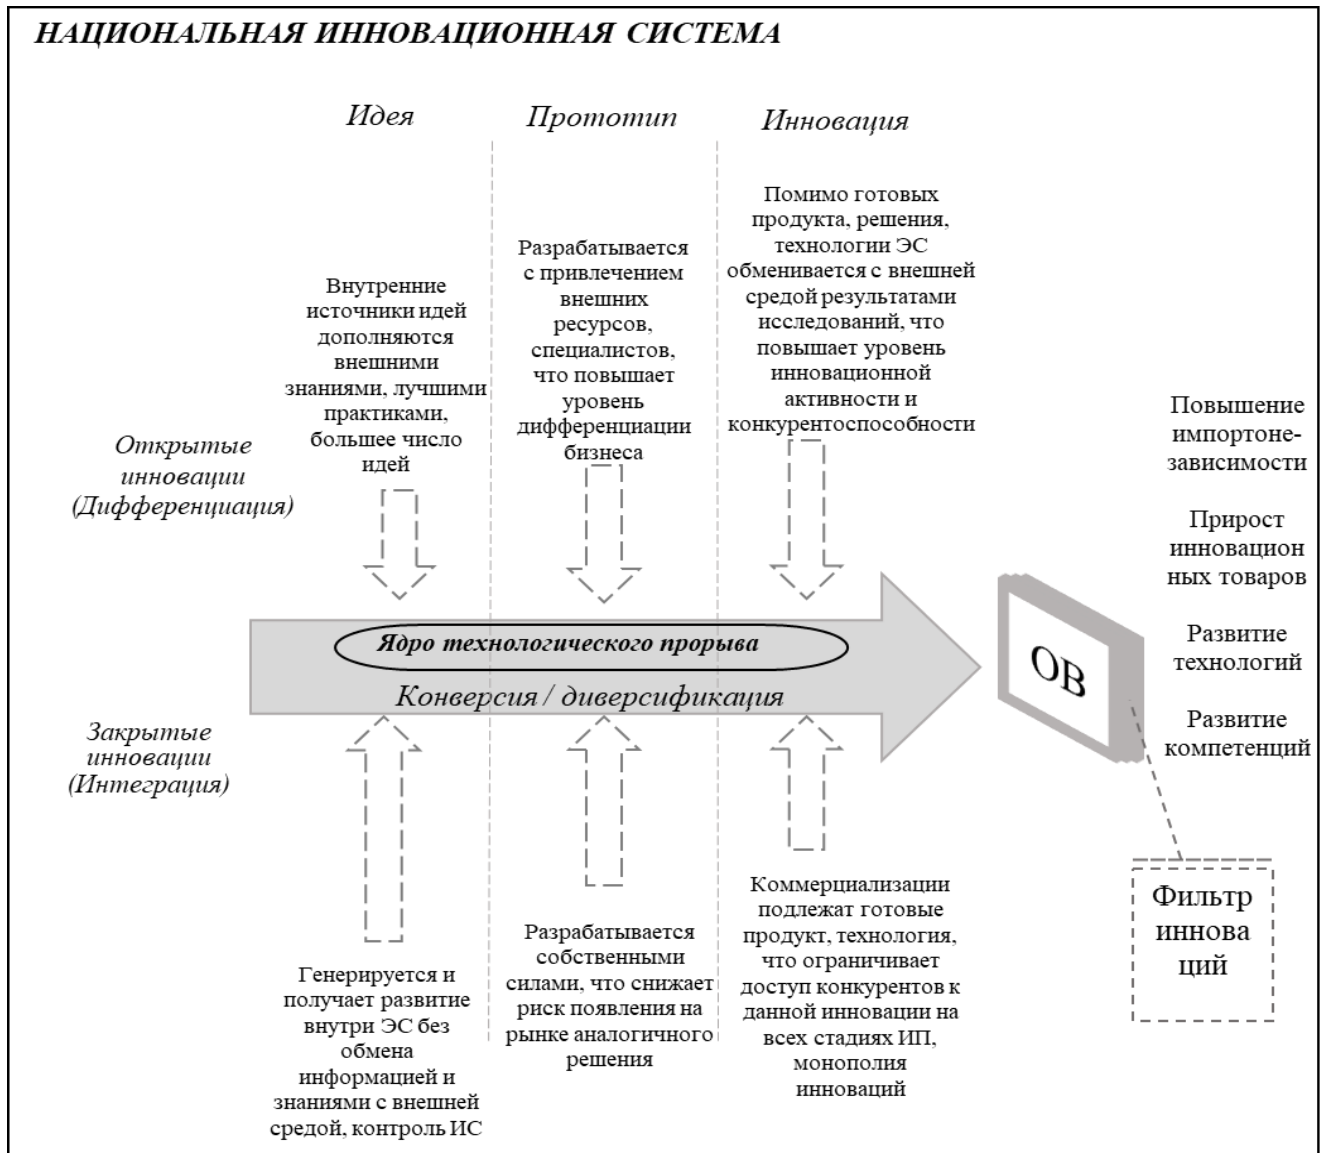 НАЦИОНАЛЬНАЯ ИННОВАЦИОННАЯ СИСТЕМА
Идея
Прототип
Инновация
Внутренние
источники идей
дополняются
внешними
знаниями, лучшими
практиками,
большее число
идей
Разрабатывается
с привлечением
внешних
ресурсов,
специалистов,
что повышает
уровень
дифференциации
бизнеса
Помимо готовых
продукта, решения,
технологии ЭС
обменивается с внешней
средой результатами
исследований, что
повышает уровень
инновационной
активности и
конкурентоспособности
Открытые
инновации
(Дифференциация)
Ядро технологического прорыва
Конверсия / диверсификация
ОВ
Повышение
импортоне-
зависимости
Прирост
инновацион
ных товаров
Развитие
технологий
Развитие
компетенций
Закрытые
инновации
(Интеграция)
Генерируется и
получает развитие
внутри ЭС без
обмена
информацией и
знаниями с внешней
средой, контроль ИС
Разрабатывается
собственными
силами, что снижает
риск появления на
рынке аналогичного
решения
Коммерциализации
подлежат готовые
продукт, технология,
что ограничивает
доступ конкурентов к
данной инновации на
всех стадиях ИП,
монополия
инноваций
Фильтр
иннова
ций